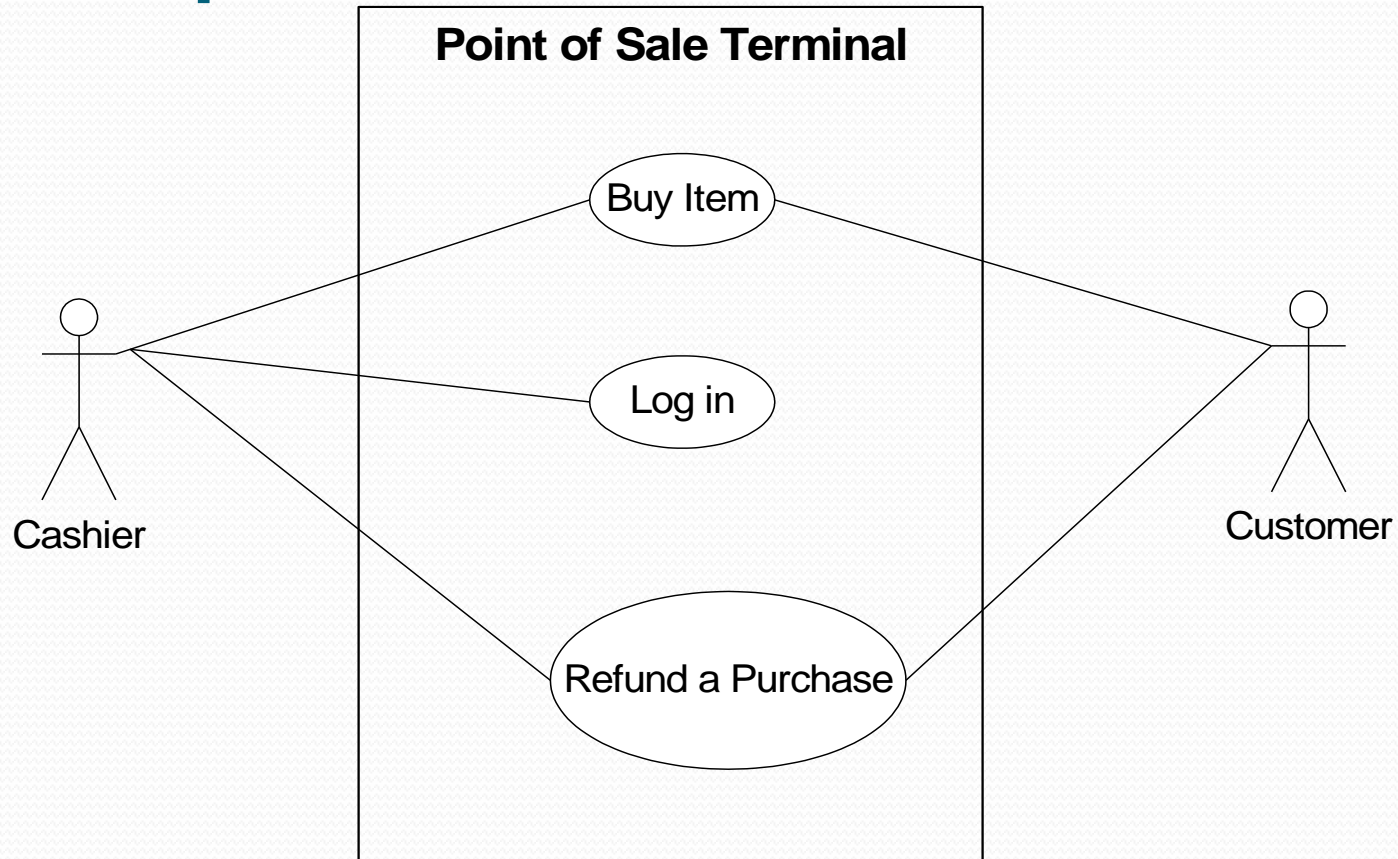 Point of Sale Terminal
Buy Item
Log in
Cashier
Customer
Refund a Purchase